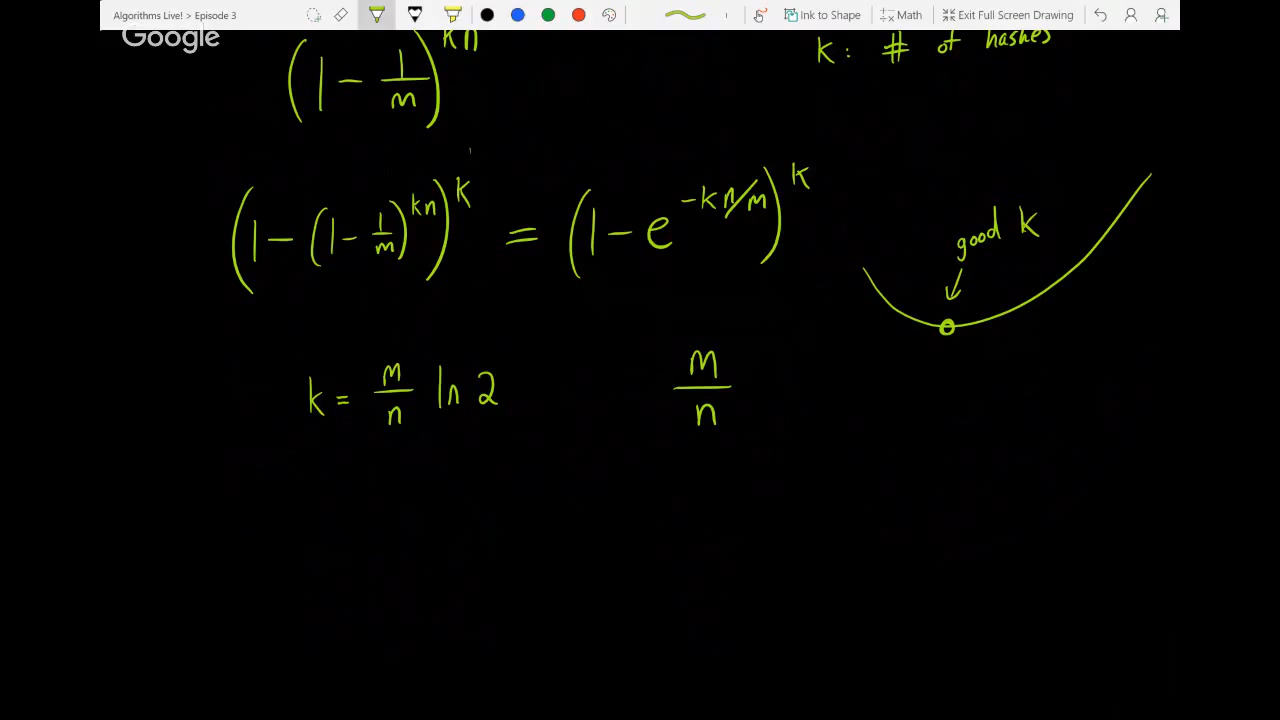 Algorithms Live! > Episode 3
Ink to Shape
Math
Exit Full Screen Drawing
Google
(1 - 1/m)^kn
k: # of hashes
(1 - (1 - 1/m)^kn)^k = (1 - e^-kn/m)^k
good k
k = m/n ln 2
m/n